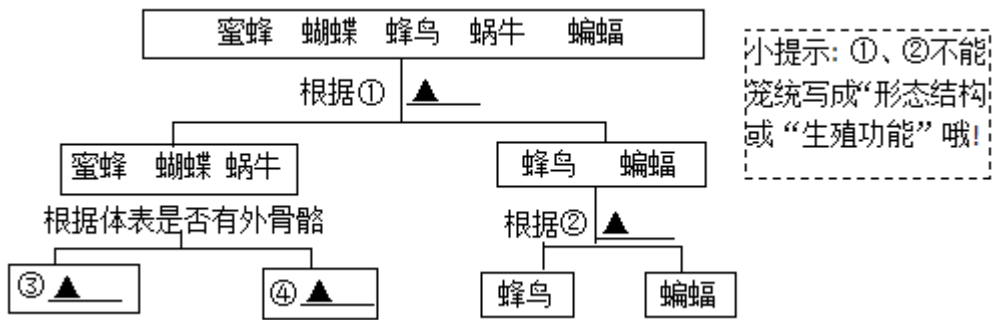 蜜蜂 蝴蝶 蜂鸟 蜗牛 蝙蝠
小提示: ①、②不能
笼统写成“形态结构
或“生殖功能”哦!
根据① ▲
蜜蜂 蝴蝶 蜗牛
蜂鸟 蝙蝠
根据体表是否有外骨骼
根据② ▲
③ ▲
④ ▲
蜂鸟
蝙蝠